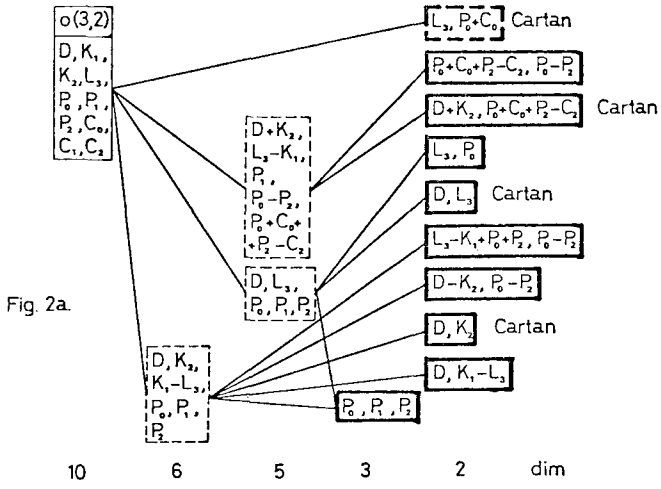 o(3,2)
D, K₁,
K₂, L₃,
P₀, P₁,
P₂, C₀,
C₁, C₂
L₃, P₀+C₀ Cartan
P₀+C₀+P₂-C₂, P₀-P₂
D+K₂, P₀+C₀+P₂-C₂ Cartan
D+K₂,
L₃-K₁,
P₁,
P₀-P₂,
P₀+C₀+
+P₂-C₂
L₃, P₀
D, L₃ Cartan
L₃-K₁+P₀+P₂, P₀-P₂
D, L₃,
P₀, P₁, P₂
D-K₂, P₀-P₂
Fig. 2a.
D, K₂ Cartan
D, K₂,
K₁-L₃,
P₀, P₁,
P₂
D, K₁-L₃
P₀, P₁, P₂
10 6 5 3 2 dim